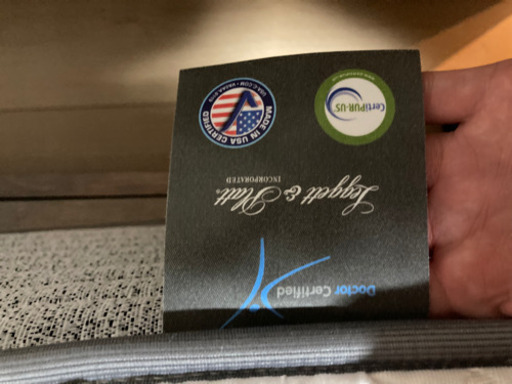 Doctor Certified
Leggett & Platt
INCORPORATED
CertiPUR-US
MADE IN USA CERTIFIED